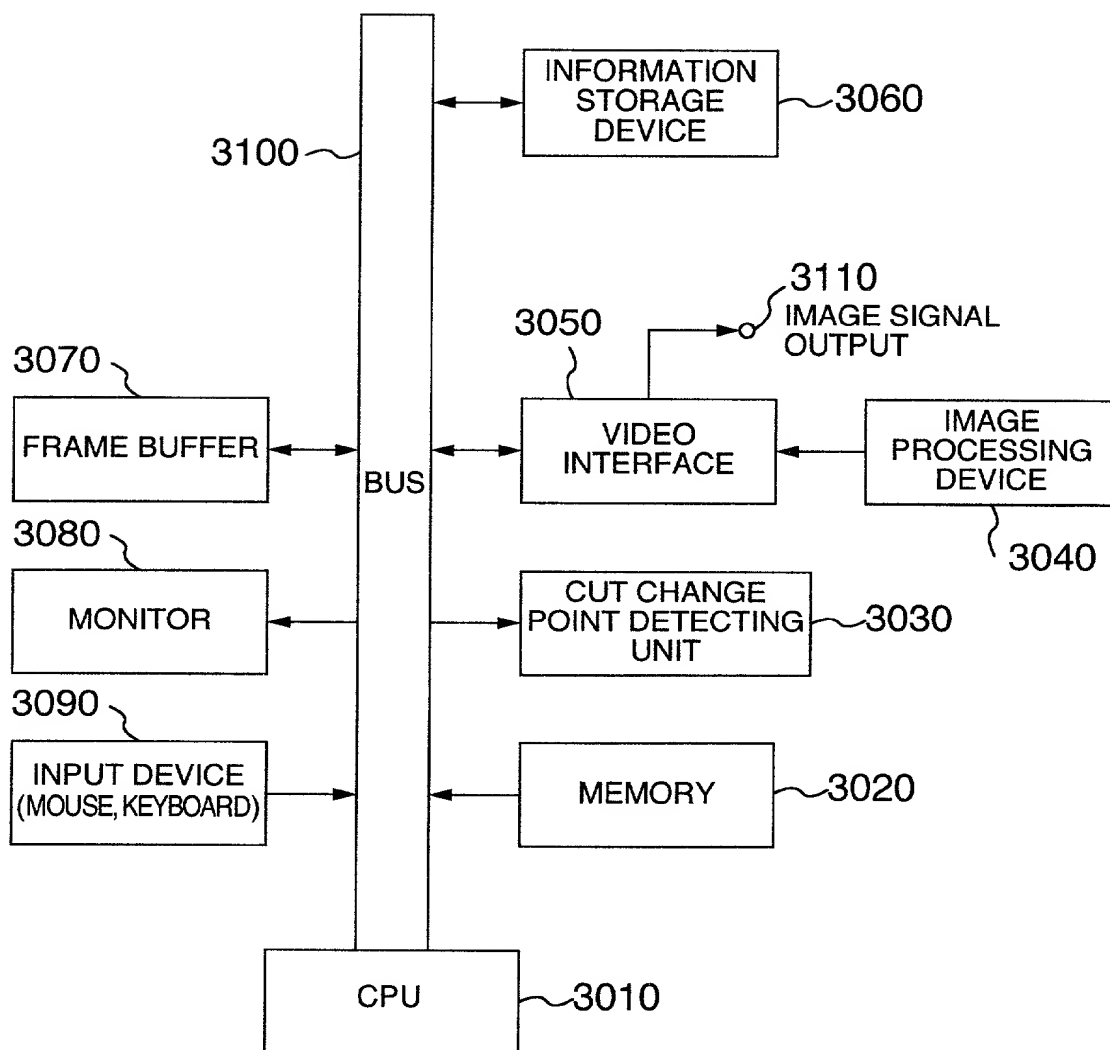 INFORMATION
STORAGE
DEVICE
3060
3100
3110
IMAGE SIGNAL
OUTPUT
3050
3070
FRAME BUFFER
VIDEO
INTERFACE
IMAGE
PROCESSING
DEVICE
BUS
3080
3040
MONITOR
CUT CHANGE
POINT DETECTING
UNIT
3030
3090
INPUT DEVICE
(MOUSE, KEYBOARD)
MEMORY
3020
CPU
3010